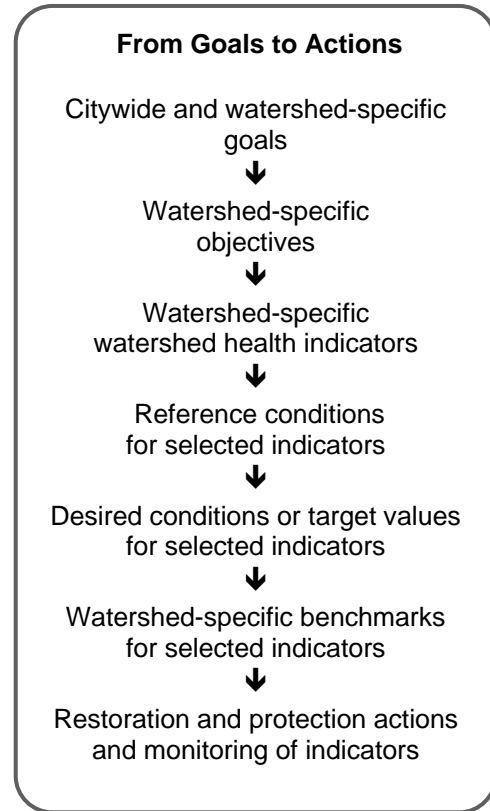 From Goals to Actions
Citywide and watershed-specific
goals
Watershed-specific
objectives
Watershed-specific
watershed health indicators
Reference conditions
for selected indicators
Desired conditions or target values
for selected indicators
Watershed-specific benchmarks
for selected indicators
Restoration and protection actions
and monitoring of indicators